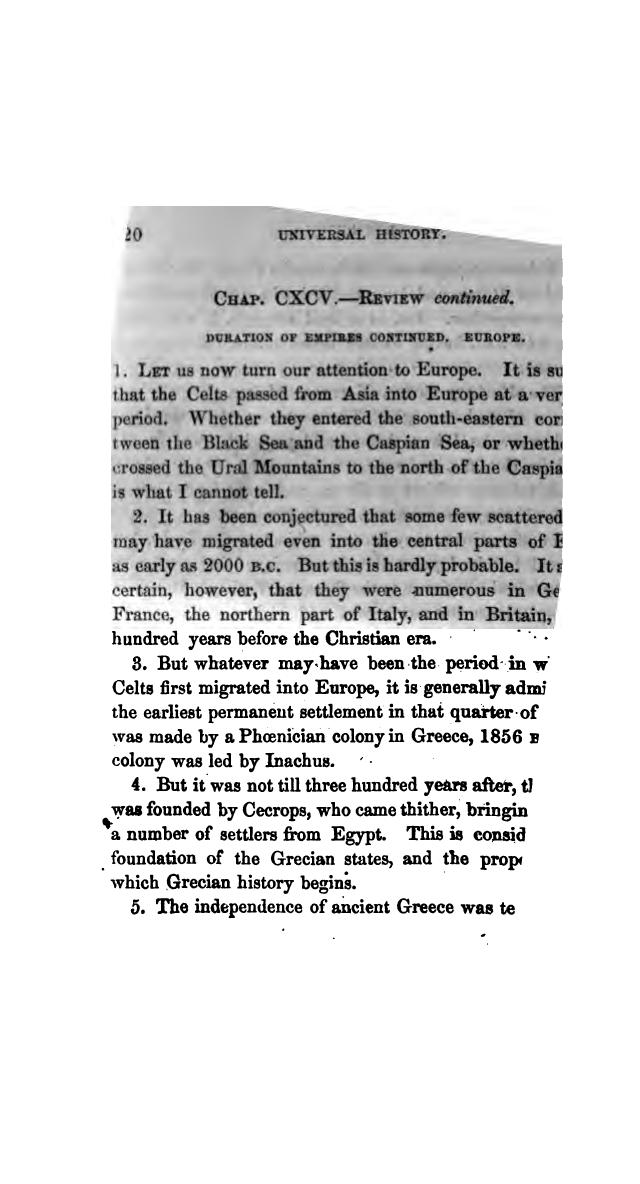 20 UNIVERSAL HISTORY.
CHAP. CXCV.—REVIEW continued.
DURATION OF EMPIRES CONTINUED. EUROPE.
1. LET us now turn our attention to Europe. It is su
that the Celts passed from Asia into Europe at a ver
period. Whether they entered the south-eastern cor
tween the Black Sea and the Caspian Sea, or wheth
crossed the Ural Mountains to the north of the Caspia
is what I cannot tell.
2. It has been conjectured that some few scattered
may have migrated even into the central parts of
as early as 2000 B.C. But this is hardly probable. It
certain, however, that they were numerous in Ge
France, the northern part of Italy, and in Britain,
hundred years before the Christian era.
3. But whatever may have been the period in w
Celts first migrated into Europe, it is generally admi
the earliest permanent settlement in that quarter of
was made by a Phœnician colony in Greece, 1856 B
colony was led by Inachus.
4. But it was not till three hundred years after, t
was founded by Cecrops, who came thither, bringin
a number of settlers from Egypt. This is consid
foundation of the Grecian states, and the prop
which Grecian history begins.
5. The independence of ancient Greece was te